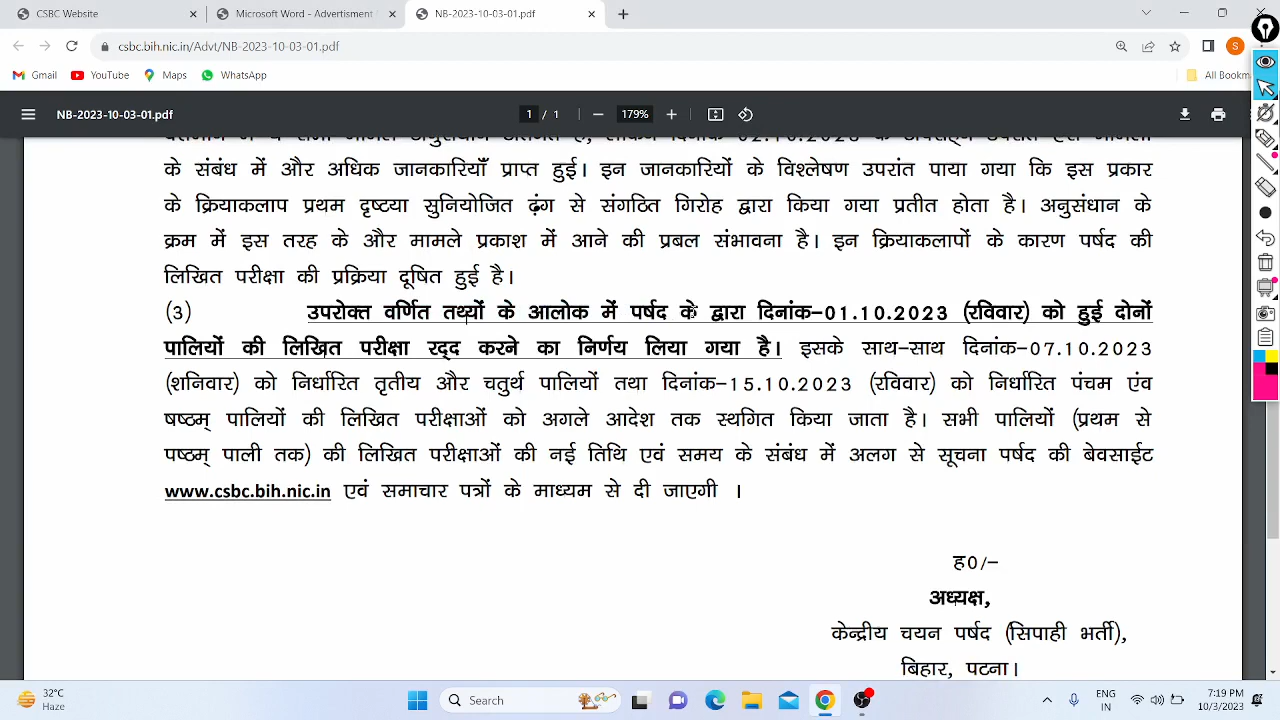 CSBC Website
Microsoft Word - Advertisment
NB-2023-10-03-01.pdf
csbc.bih.nic.in/Advt/NB-2023-10-03-01.pdf
S
Gmail YouTube Maps WhatsApp All Bookm
NB-2023-10-03-01.pdf 1 / 1 179%
के संबंध में और अधिक जानकारियाँ प्राप्त हुई। इन जानकारियों के विश्लेषण उपरांत पाया गया कि इस प्रकार
के क्रियाकलाप प्रथम दृष्टया सुनियोजित ढ़ंग से संगठित गिरोह द्वारा किया गया प्रतीत होता है। अनुसंधान के
क्रम में इस तरह के और मामले प्रकाश में आने की प्रबल संभावना है। इन क्रियाकलापों के कारण पर्षद की
लिखित परीक्षा की प्रक्रिया दूषित हुई है।
(3) उपरोक्त वर्णित तथ्यों के आलोक में पर्षद के द्वारा दिनांक-01.10.2023 (रविवार) को हुई दोनों
पालियों की लिखित परीक्षा रद्द करने का निर्णय लिया गया है। इसके साथ-साथ दिनांक-07.10.2023
(शनिवार) को निर्धारित तृतीय और चतुर्थ पालियों तथा दिनांक-15.10.2023 (रविवार) को निर्धारित पंचम एंव
षष्ठम् पालियों की लिखित परीक्षाओं को अगले आदेश तक स्थगित किया जाता है। सभी पालियों (प्रथम से
पष्ठम् पाली तक) की लिखित परीक्षाओं की नई तिथि एवं समय के संबंध में अलग से सूचना पर्षद की बेवसाईट
www.csbc.bih.nic.in एवं समाचार पत्रों के माध्यम से दी जाएगी ।
ह0/-
अध्यक्ष,
केन्द्रीय चयन पर्षद (सिपाही भर्ती),
बिहार, पटना।
32°C
Haze
Search
ENG
IN
7:19 PM
10/3/2023